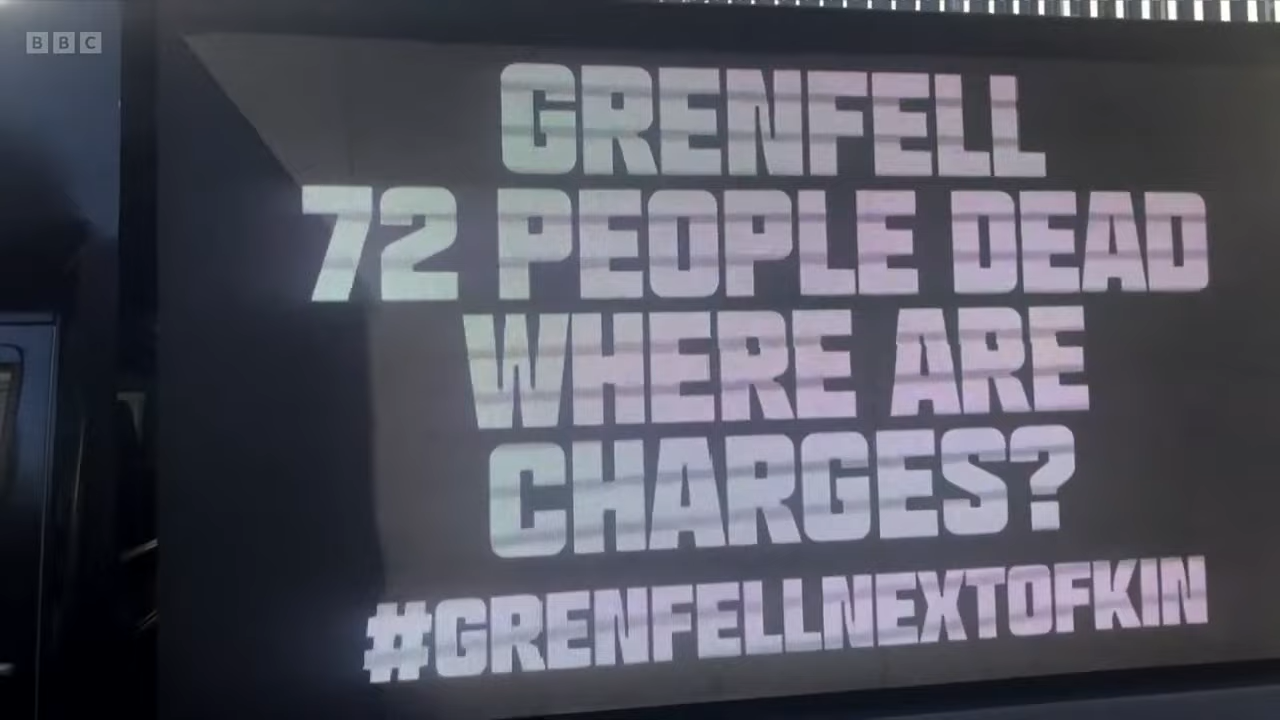 BBC
GRENFELL
72 PEOPLE DEAD
WHERE ARE
CHARGES?
#GRENFELLNEXTOFKIN